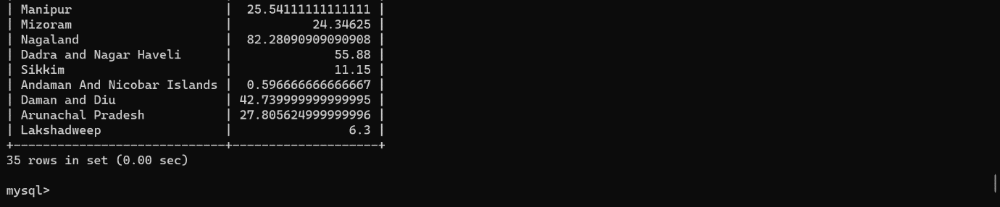 | Manipur                     |  25.54111111111111 |
| Mizoram                     |           24.34625 |
| Nagaland                    |  82.28090909090908 |
| Dadra and Nagar Haveli      |              55.88 |
| Sikkim                      |              11.15 |
| Andaman And Nicobar Islands |  0.596666666666667 |
| Daman and Diu               | 42.739999999999995 |
| Arunachal Pradesh           | 27.805624999999996 |
| Lakshadweep                 |                6.3 |
+-----------------------------+--------------------+
35 rows in set (0.00 sec)
mysql>